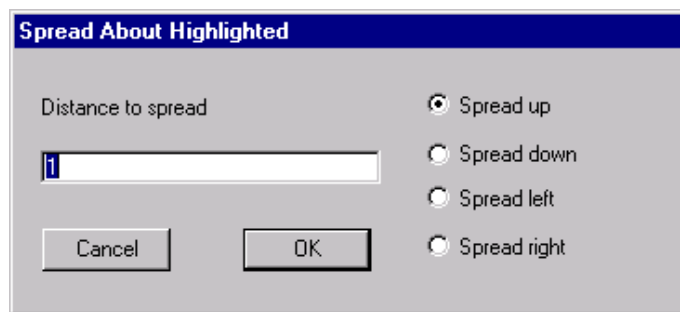 Spread About Highlighted
Distance to spread
1
Cancel
OK
Spread up
Spread down
Spread left
Spread right